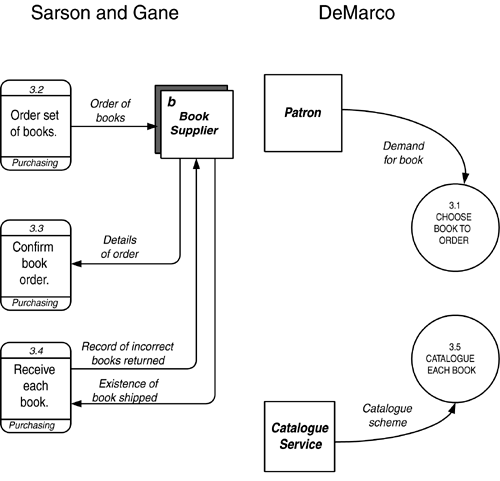 Sarson and Gane
DeMarco
3.2
Order set
of books.
Purchasing
Order of
books
b
Book
Supplier
3.3
Confirm
book
order.
Purchasing
Details
of order
3.4
Receive
each
book.
Purchasing
Record of incorrect
books returned
Existence of
book shipped
Patron
Demand
for book
3.1
CHOOSE
BOOK TO
ORDER
3.5
CATALOGUE
EACH BOOK
Catalogue
Service
Catalogue
scheme